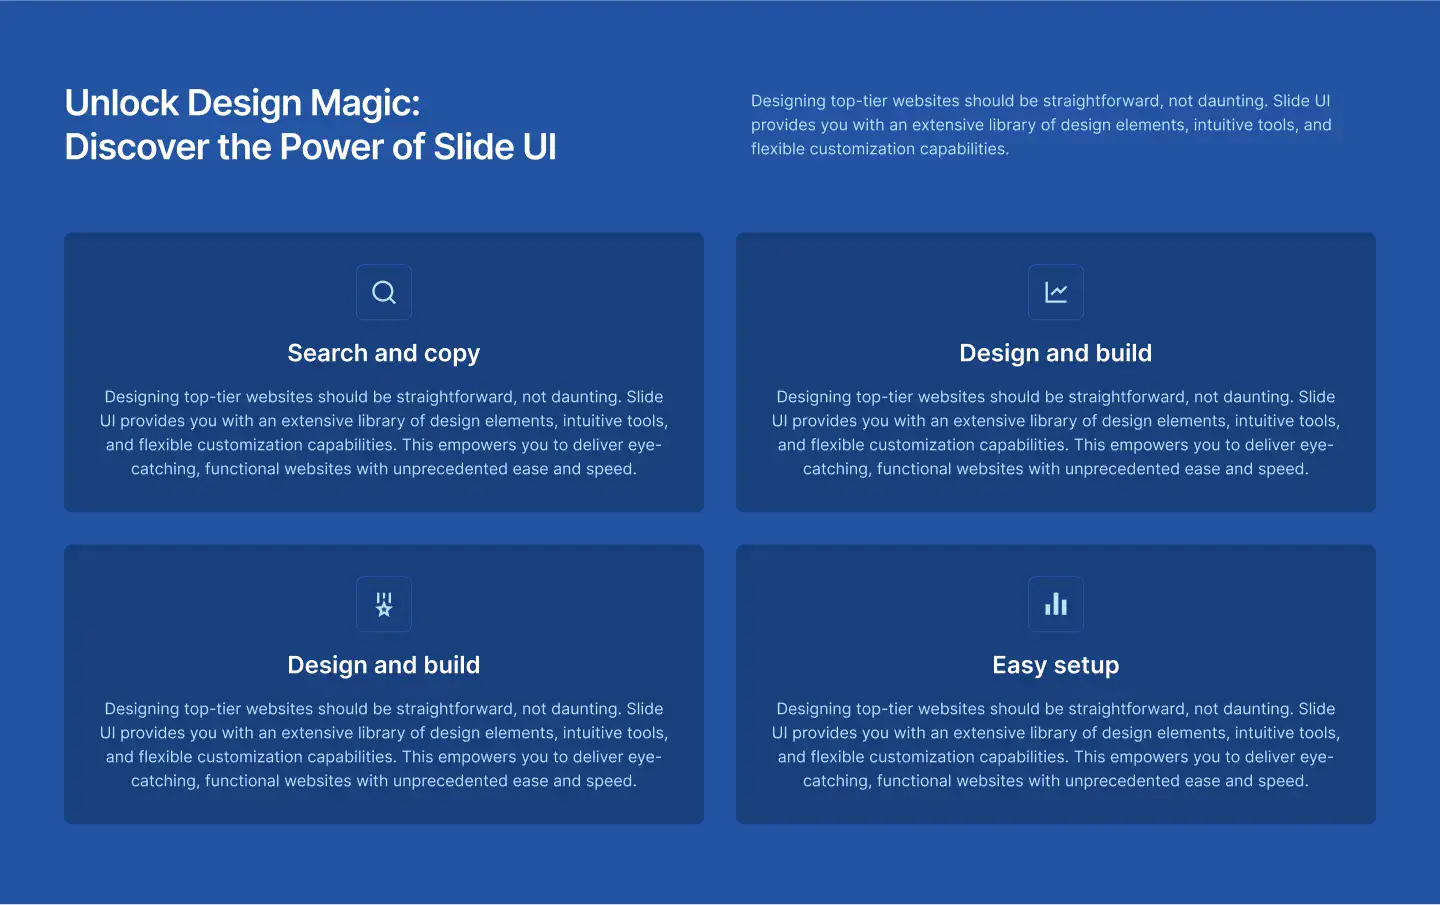 Unlock Design Magic:
Discover the Power of Slide UI
Designing top-tier websites should be straightforward, not daunting. Slide UI
provides you with an extensive library of design elements, intuitive tools, and
flexible customization capabilities.
Search and copy
Designing top-tier websites should be straightforward, not daunting. Slide
UI provides you with an extensive library of design elements, intuitive tools,
and flexible customization capabilities. This empowers you to deliver eye-
catching, functional websites with unprecedented ease and speed.
Design and build
Designing top-tier websites should be straightforward, not daunting. Slide
UI provides you with an extensive library of design elements, intuitive tools,
and flexible customization capabilities. This empowers you to deliver eye-
catching, functional websites with unprecedented ease and speed.
Design and build
Designing top-tier websites should be straightforward, not daunting. Slide
UI provides you with an extensive library of design elements, intuitive tools,
and flexible customization capabilities. This empowers you to deliver eye-
catching, functional websites with unprecedented ease and speed.
Easy setup
Designing top-tier websites should be straightforward, not daunting. Slide
UI provides you with an extensive library of design elements, intuitive tools,
and flexible customization capabilities. This empowers you to deliver eye-
catching, functional websites with unprecedented ease and speed.